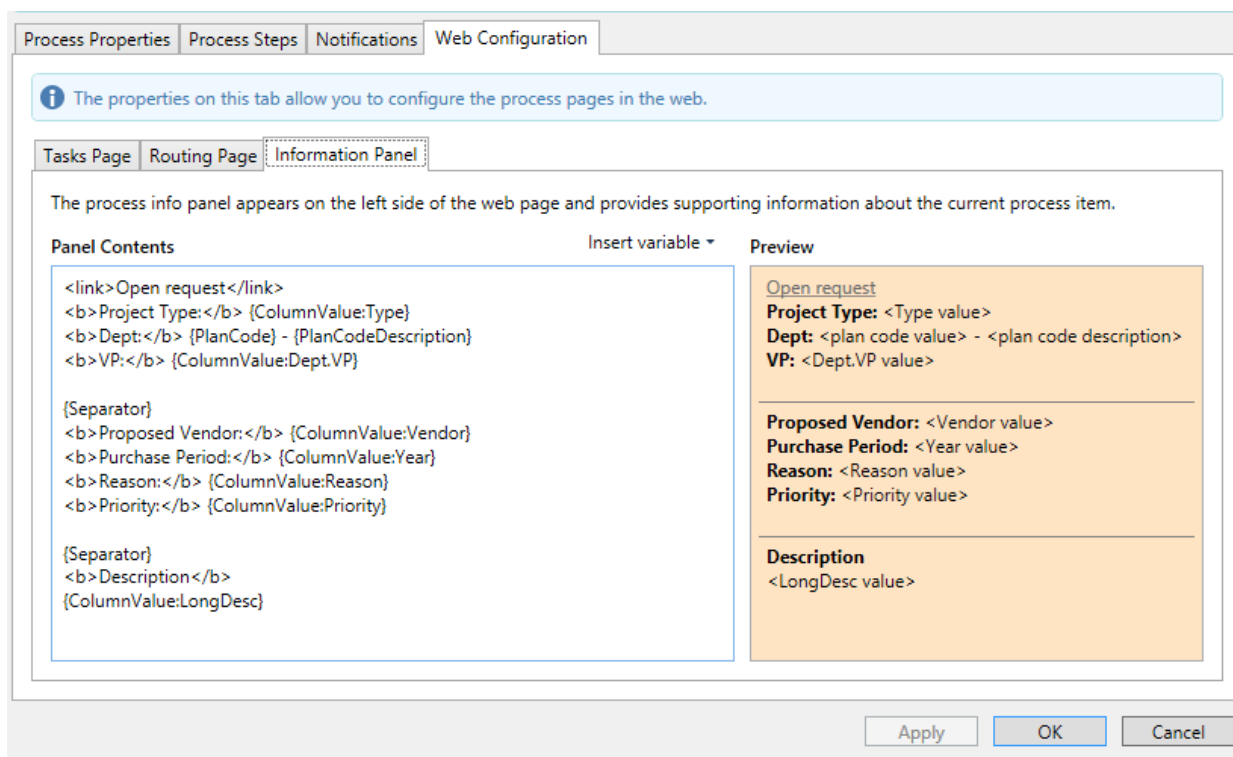 Process Properties Process Steps Notifications Web Configuration
The properties on this tab allow you to configure the process pages in the web.
Tasks Page Routing Page Information Panel
The process info panel appears on the left side of the web page and provides supporting information about the current process item.
Panel Contents Insert variable
<link>Open request</link>
<b>Project Type:</b> {ColumnValue:Type}
<b>Dept:</b> {PlanCode} - {PlanCodeDescription}
<b>VP:</b> {ColumnValue:Dept.VP}
{Separator}
<b>Proposed Vendor:</b> {ColumnValue:Vendor}
<b>Purchase Period:</b> {ColumnValue:Year}
<b>Reason:</b> {ColumnValue:Reason}
<b>Priority:</b> {ColumnValue:Priority}
{Separator}
<b>Description</b>
{ColumnValue:LongDesc}
Preview
Open request
Project Type: <Type value>
Dept: <plan code value> - <plan code description>
VP: <Dept.VP value>
Proposed Vendor: <Vendor value>
Purchase Period: <Year value>
Reason: <Reason value>
Priority: <Priority value>
Description
<LongDesc value>
Apply OK Cancel